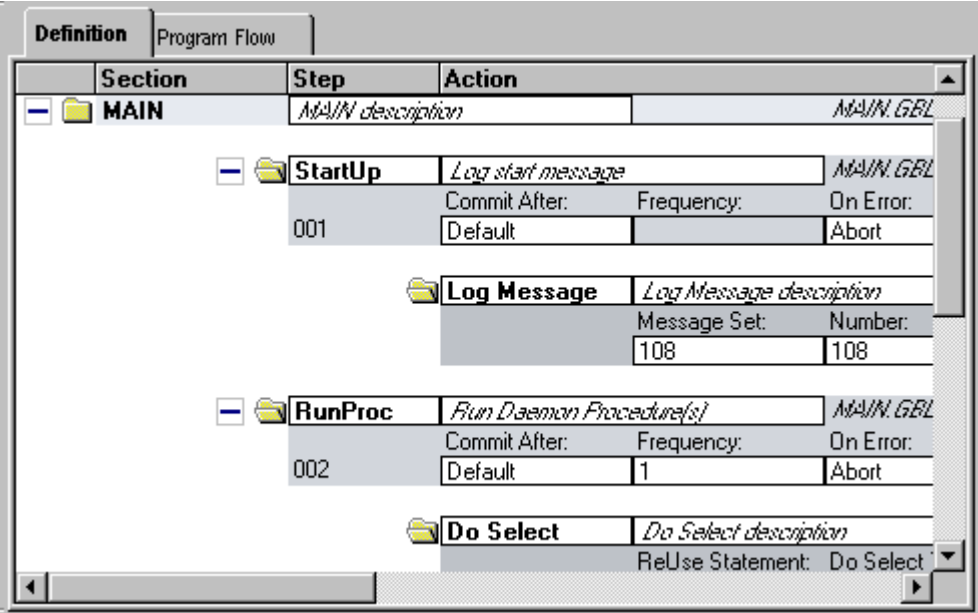 Definition Program Flow
Section Step Action
MAIN MAIN description MAIN.GBL
StartUp Log start message MAIN.GBL
Commit After: Frequency: On Error:
001 Default Abort
Log Message Log Message description
Message Set: Number:
108 108
RunProc Run Daemon Procedure(s) MAIN.GBL
Commit After: Frequency: On Error:
002 Default 1 Abort
Do Select Do Select description
ReUse Statement: Do Select